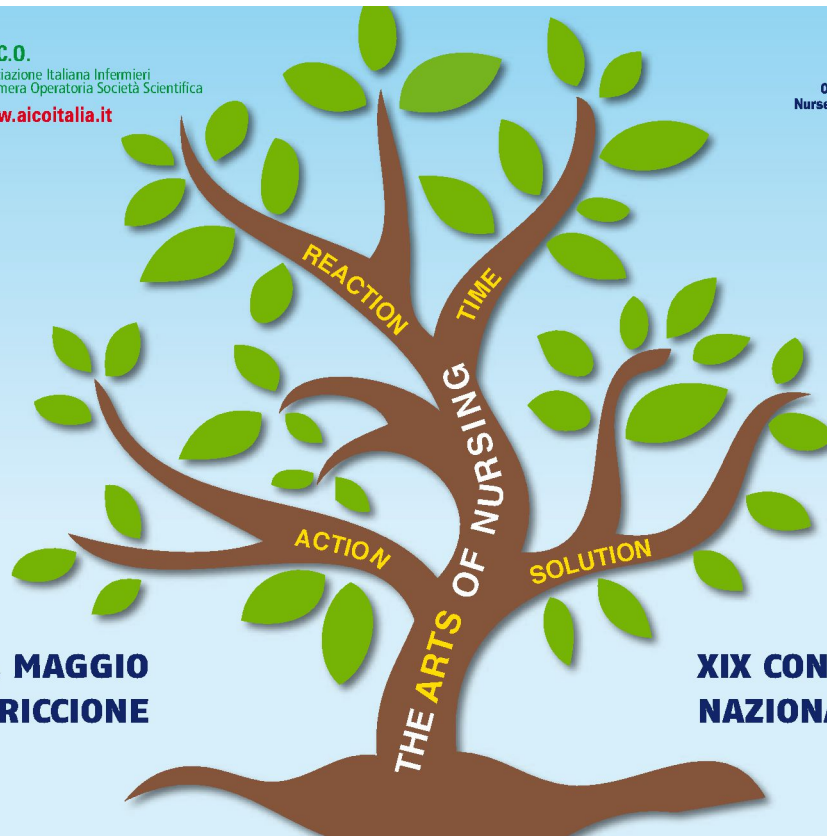 C.O.
iazione Italiana Infermieri
mera Operatoria Società Scientifica
w.aicoitalia.it
O
Nurse
REACTION
TIME
ACTION
SOLUTION
THE ARTS OF NURSING
MAGGIO
RICCIONE
XIX CON
NAZIONA